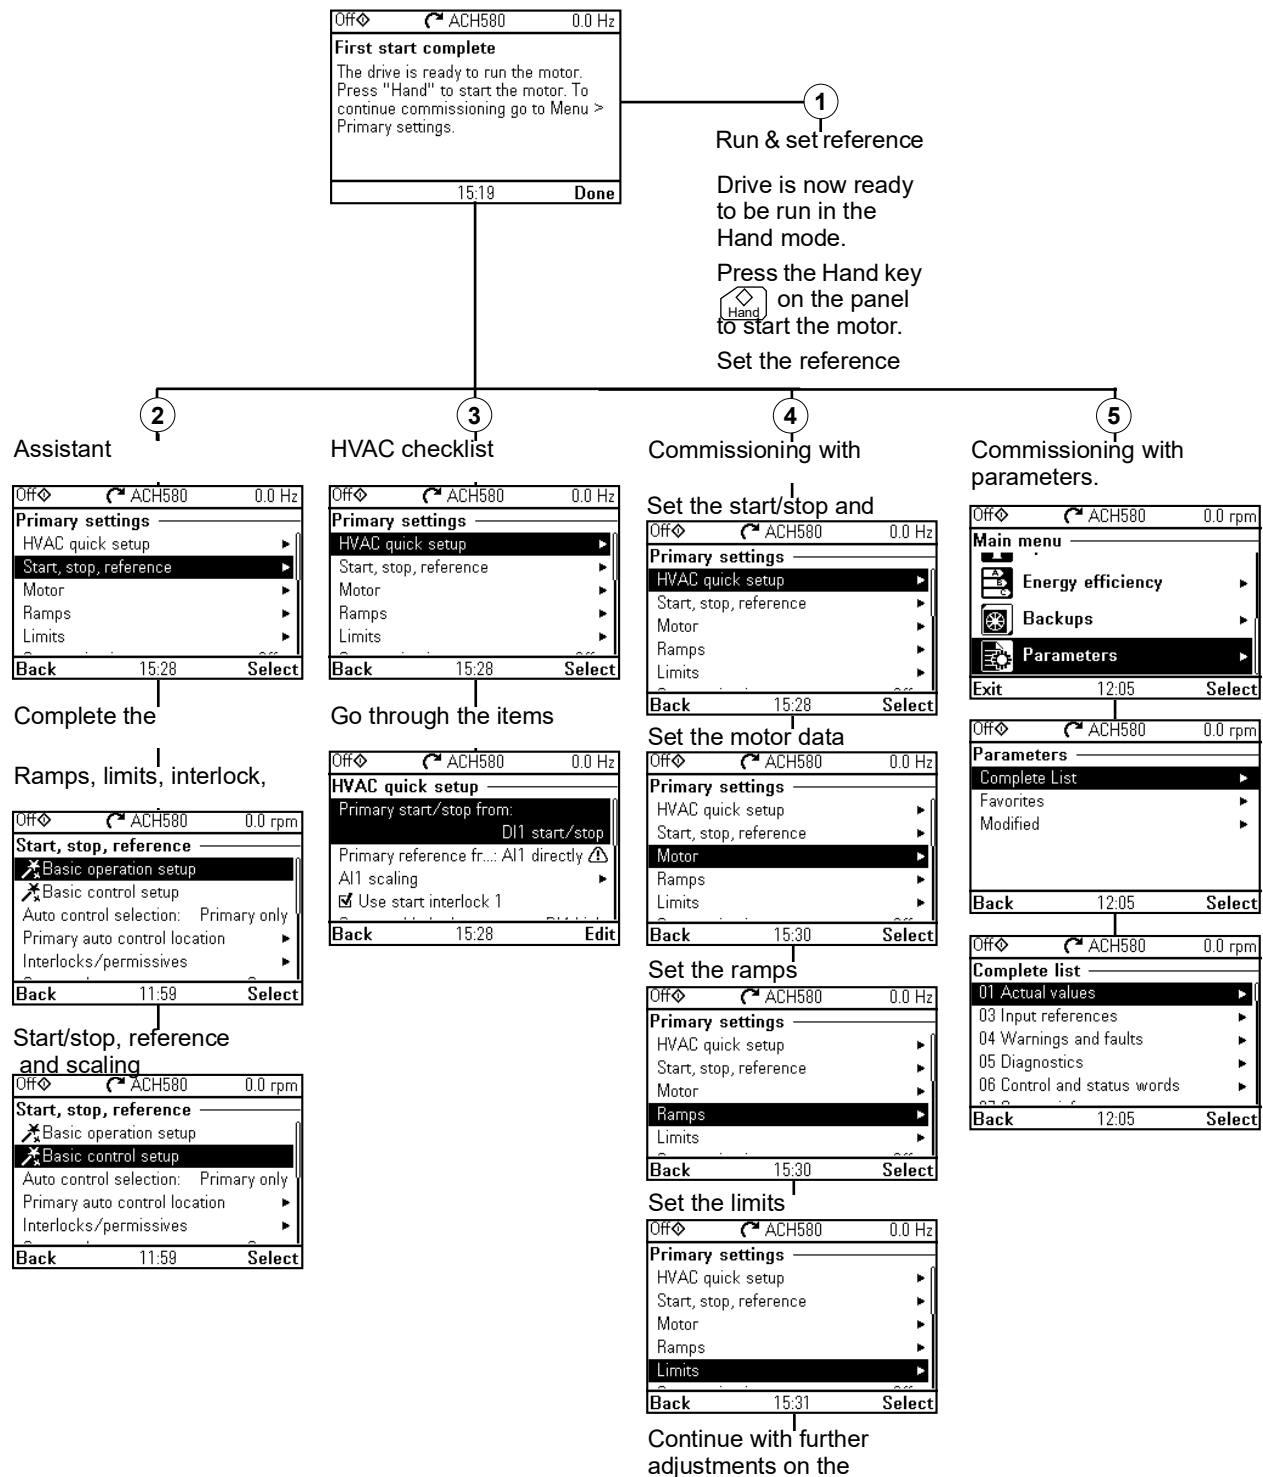 Off ACH580 0.0 Hz
First start complete
The drive is ready to run the motor.
Press "Hand" to start the motor. To
continue commissioning go to Menu >
Primary settings.
15:19 Done
1
Run & set reference
Drive is now ready
to be run in the
Hand mode.
Press the Hand key
Hand on the panel
to start the motor.
Set the reference
2
Assistant
Off ACH580 0.0 Hz
Primary settings
HVAC quick setup
Start, stop, reference
Motor
Ramps
Limits
Back 15:28 Select
Complete the
Ramps, limits, interlock,
Off ACH580 0.0 rpm
Start, stop, reference
Basic operation setup
Basic control setup
Auto control selection: Primary only
Primary auto control location
Interlocks/permissives
Back 11:59 Select
Start/stop, reference
and scaling
Off ACH580 0.0 rpm
Start, stop, reference
Basic operation setup
Basic control setup
Auto control selection: Primary only
Primary auto control location
Interlocks/permissives
Back 11:59 Select
3
HVAC checklist
Off ACH580 0.0 Hz
Primary settings
HVAC quick setup
Start, stop, reference
Motor
Ramps
Limits
Back 15:28 Select
Go through the items
Off ACH580 0.0 Hz
HVAC quick setup
Primary start/stop from:
DI1 start/stop
Primary reference fr...: AI1 directly
AI1 scaling
Use start interlock 1
Back 15:28 Edit
4
Commissioning with
Set the start/stop and
Off ACH580 0.0 Hz
Primary settings
HVAC quick setup
Start, stop, reference
Motor
Ramps
Limits
Back 15:28 Select
Set the motor data
Off ACH580 0.0 Hz
Primary settings
HVAC quick setup
Start, stop, reference
Motor
Ramps
Limits
Back 15:30 Select
Set the ramps
Off ACH580 0.0 Hz
Primary settings
HVAC quick setup
Start, stop, reference
Motor
Ramps
Limits
Back 15:30 Select
Set the limits
Off ACH580 0.0 Hz
Primary settings
HVAC quick setup
Start, stop, reference
Motor
Ramps
Limits
Back 15:31 Select
Continue with further
adjustments on the
5
Commissioning with
parameters.
Off ACH580 0.0 rpm
Main menu
Energy efficiency
Backups
Parameters
Exit 12:05 Select
Off ACH580 0.0 rpm
Parameters
Complete List
Favorites
Modified
Back 12:05 Select
Off ACH580 0.0 rpm
Complete list
01 Actual values
03 Input references
04 Warnings and faults
05 Diagnostics
06 Control and status words
Back 12:05 Select